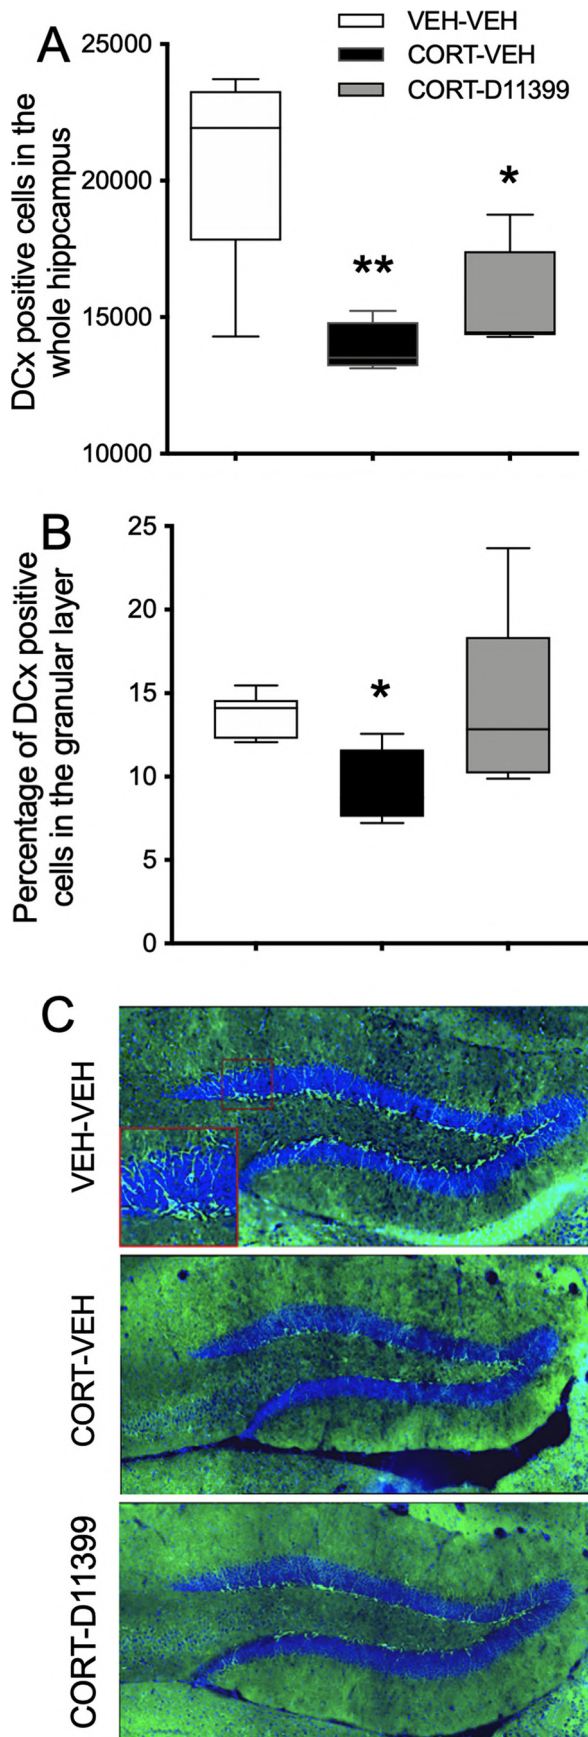 A
VEH-VEH
CORT-VEH
CORT-D11399
DCx positive cells in the
whole hippcampus
25000
20000
15000
10000
**
*
B
Percentage of DCx positive
cells in the granular layer
25
20
15
10
5
0
*
C
VEH-VEH
CORT-VEH
CORT-D11399